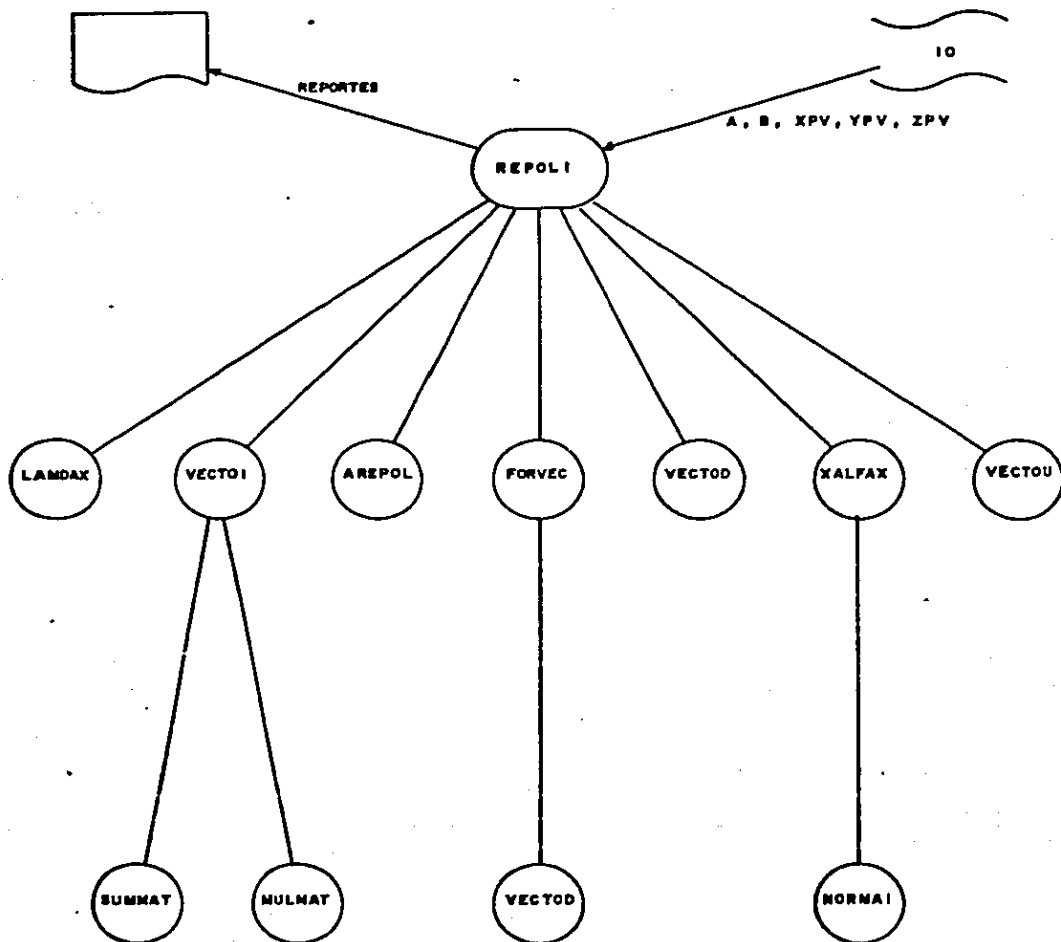 IO
REPORTES
A, B, XPV, YPV, ZPV
REPOLI
LAMDAX
VECTOI
AREPOL
FORVEC
VECTOD
XALFAX
VECTOU
SUMMAT
MULMAT
VECTOD
NORMAI